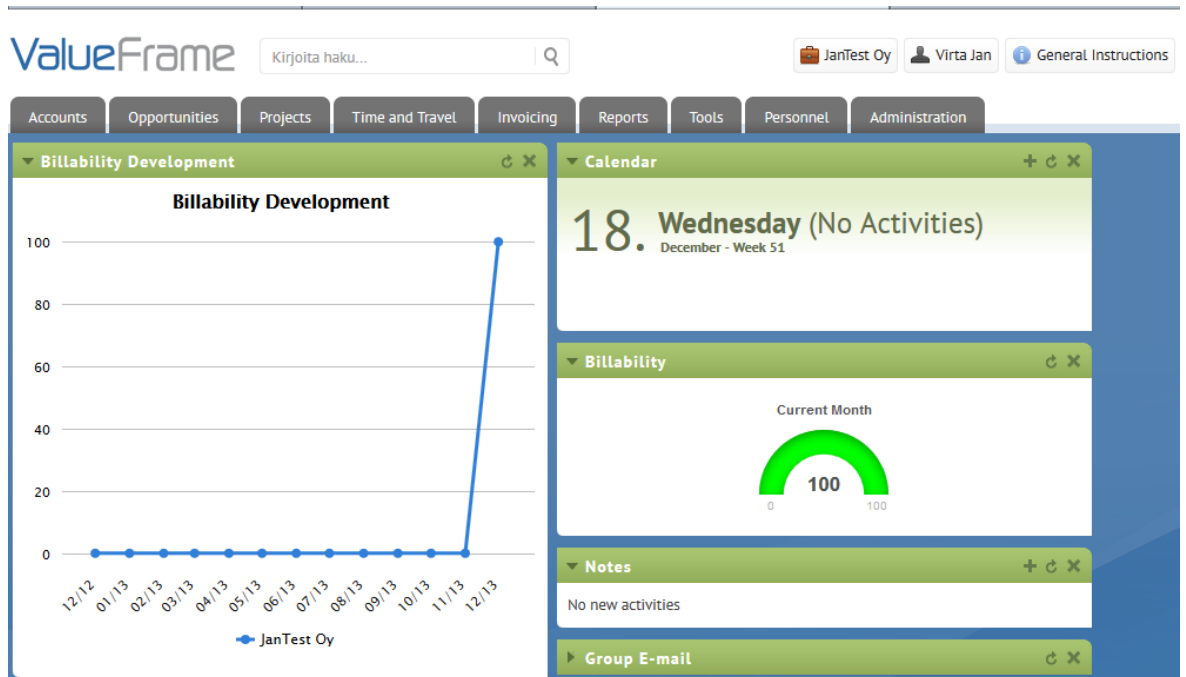 ValueFrame
Kirjoita haku...
JanTest Oy
Virta Jan
General Instructions
Accounts
Opportunities
Projects
Time and Travel
Invoicing
Reports
Tools
Personnel
Administration
Billability Development
Billability Development
100
80
60
40
20
0
12/12
01/13
02/13
03/13
04/13
05/13
06/13
07/13
08/13
09/13
10/13
11/13
12/13
JanTest Oy
Calendar
18. Wednesday (No Activities)
December - Week 51
Billability
Current Month
100
0
100
Notes
No new activities
Group E-mail